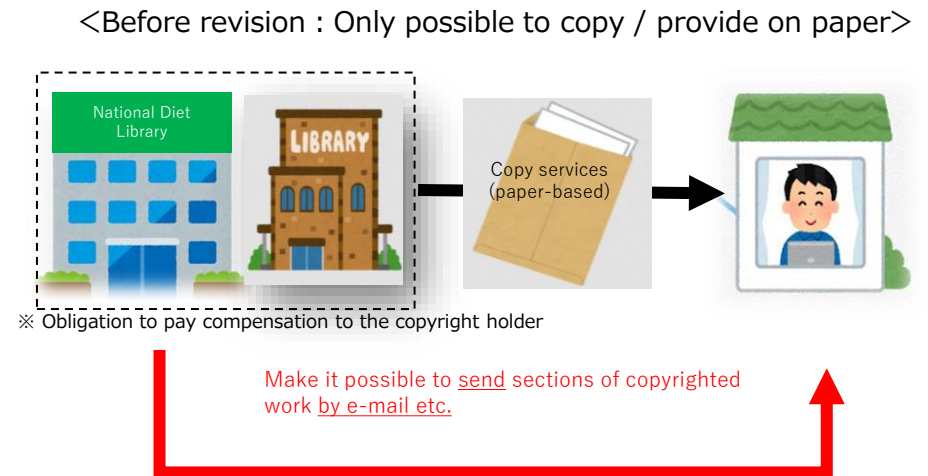 ＜Before revision：Only possible to copy / provide on paper＞
National Diet
Library
LIBRARY
Copy services
(paper-based)
※ Obligation to pay compensation to the copyright holder
Make it possible to send sections of copyrighted
work by e-mail etc.